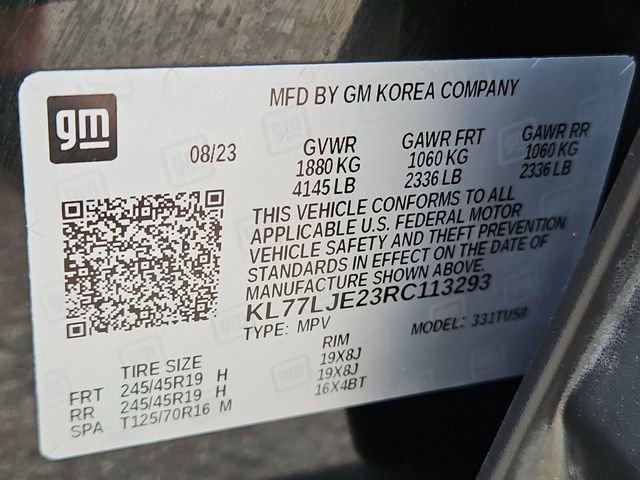 MFD BY GM KOREA COMPANY
gm
08/23
GVWR
1880 KG
4145 LB
GAWR FRT
1060 KG
2336 LB
GAWR RR
1060 KG
2336 LB
THIS VEHICLE CONFORMS TO ALL
APPLICABLE U.S. FEDERAL MOTOR
VEHICLE SAFETY AND THEFT PREVENTION
STANDARDS IN EFFECT ON THE DATE OF
MANUFACTURE SHOWN ABOVE.
KL77LJE23RC113293
TYPE: MPV
MODEL: 331TU58
TIRE SIZE RIM
FRT 245/45R19 H 19X8J
RR 245/45R19 H 19X8J
SPA T125/70R16 M 16X4BT